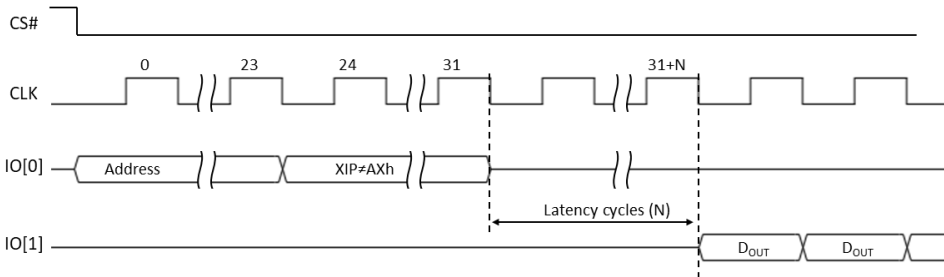 CS#
0 23 24 31 31+N
CLK
IO[0] Address XIP≠AXh
Latency cycles (N)
IO[1] DOUT DOUT